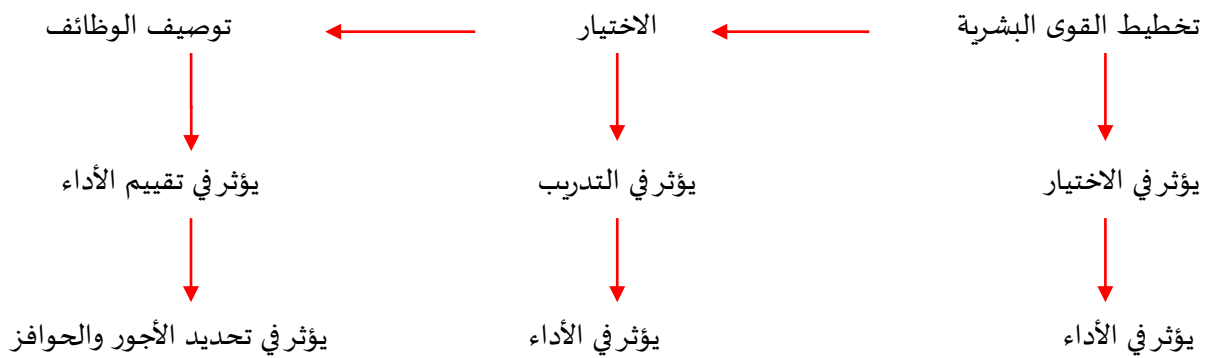 تخطيط القوى البشرية الاختيار توصيف الوظائف
يؤثر في الاختيار يؤثر في التدريب يؤثر في تقييم الأداء
يؤثر في الأداء يؤثر في الأداء يؤثر في تحديد الأجور والحوافز